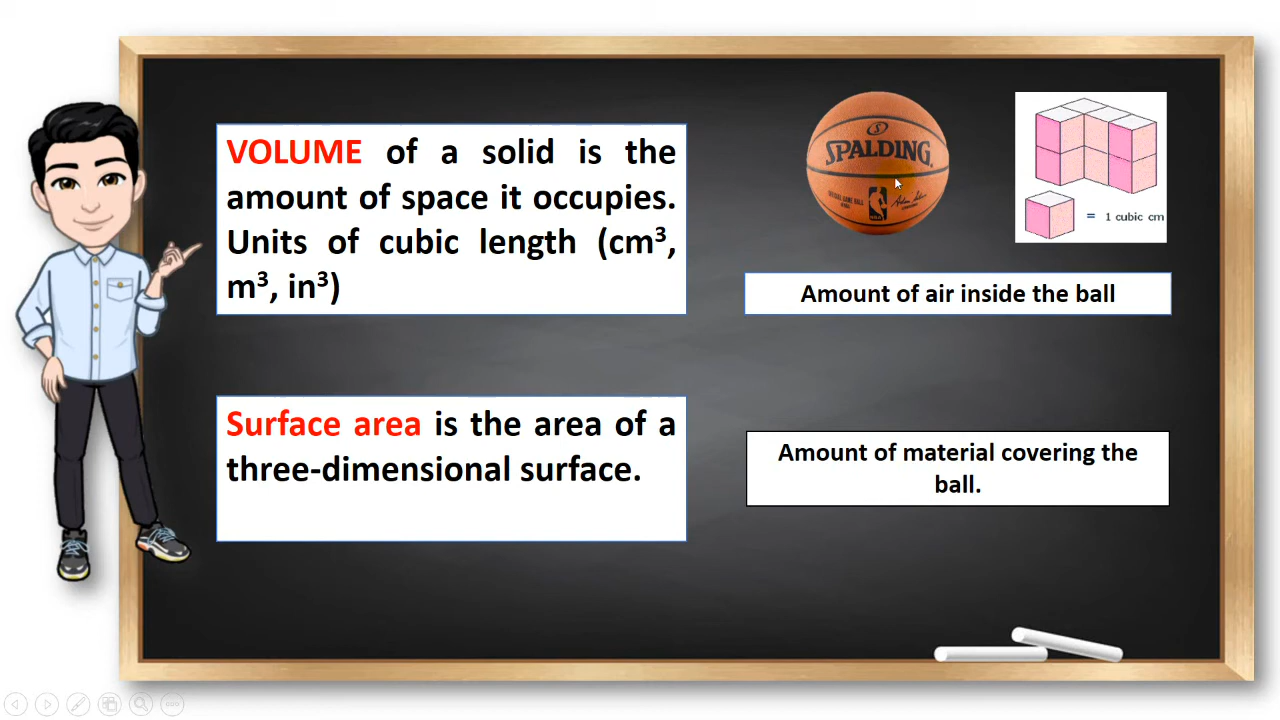 VOLUME of a solid is the
amount of space it occupies.
Units of cubic length (cm³,
m³, in³)
SPALDING
= 1 cubic cm
Amount of air inside the ball
Surface area is the area of a
three-dimensional surface.
Amount of material covering the
ball.